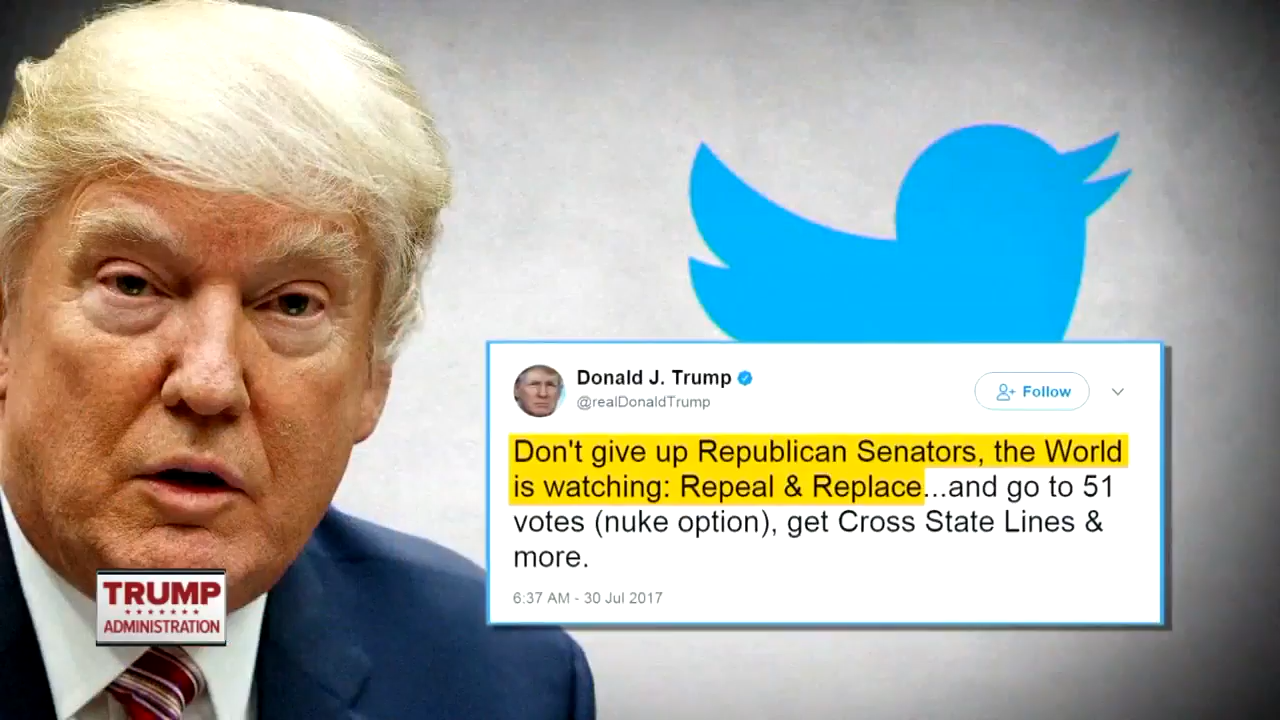 Donald J. Trump
@realDonaldTrump
Follow
Don't give up Republican Senators, the World
is watching: Repeal & Replace...and go to 51
votes (nuke option), get Cross State Lines &
more.
6:37 AM - 30 Jul 2017
TRUMP
ADMINISTRATION